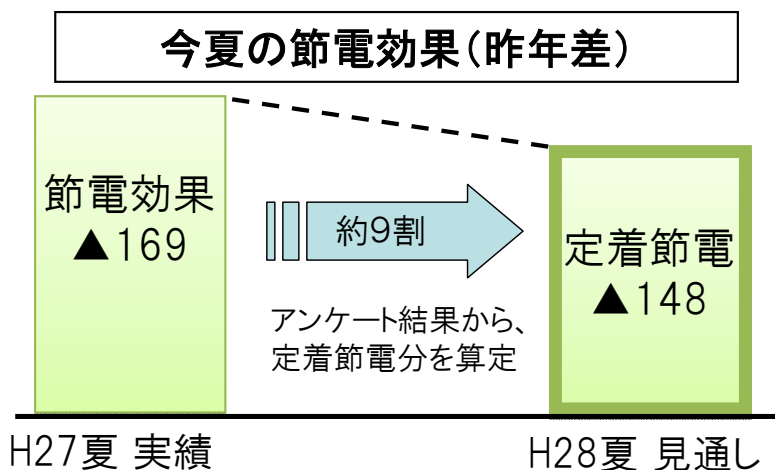 今夏の節電効果(昨年差)
節電効果
▲169
約9割
アンケート結果から、
定着節電分を算定
定着節電
▲148
H27夏 実績
H28夏 見通し